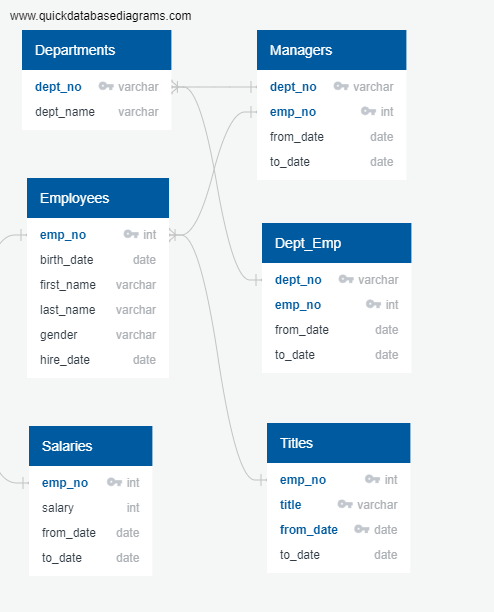 www.quickdatabasediagrams.com
Departments
dept_no varchar
dept_name varchar
Managers
dept_no varchar
emp_no int
from_date date
to_date date
Employees
emp_no int
birth_date date
first_name varchar
last_name varchar
gender varchar
hire_date date
Dept_Emp
dept_no varchar
emp_no int
from_date date
to_date date
Salaries
emp_no int
salary int
from_date date
to_date date
Titles
emp_no int
title varchar
from_date date
to_date date